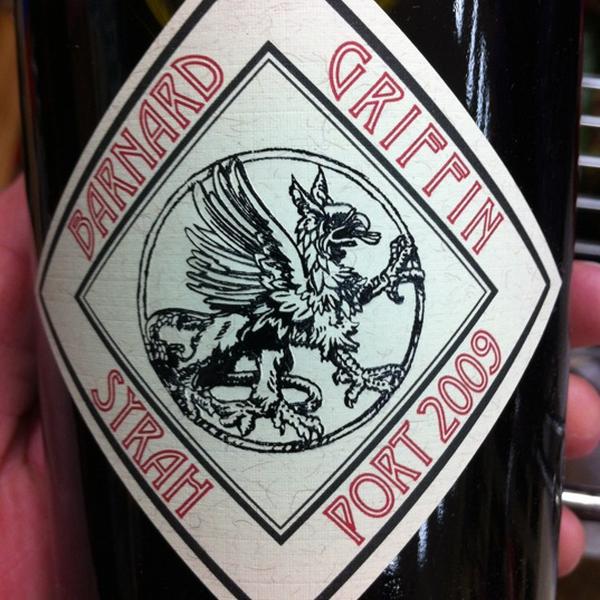 BARNARD
GRIFFIN
SYRAH
PORT 2009